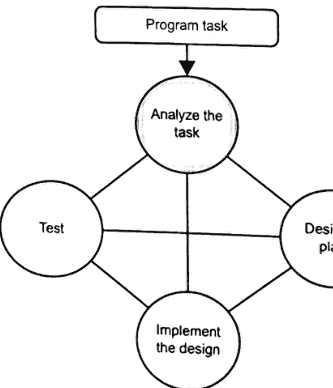 Program task
Analyze the
task
Test
Implement
the design